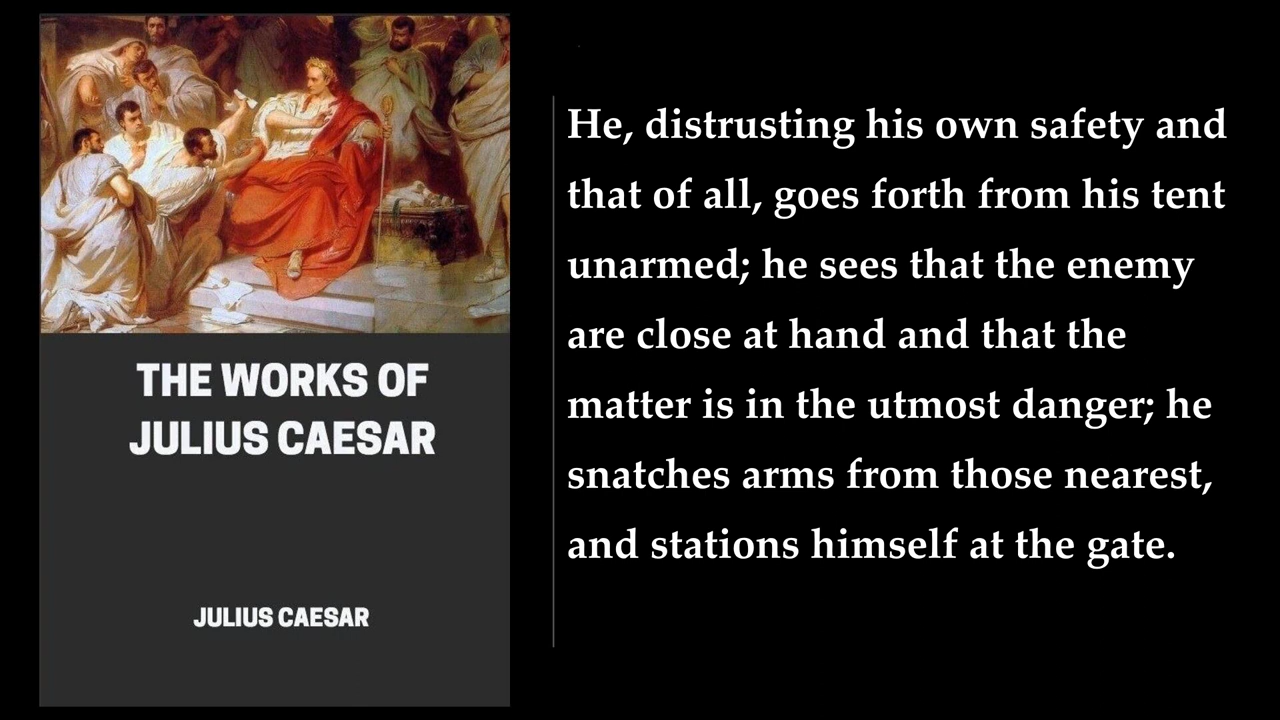 THE WORKS OF
JULIUS CAESAR
JULIUS CAESAR
He, distrusting his own safety and
that of all, goes forth from his tent
unarmed; he sees that the enemy
are close at hand and that the
matter is in the utmost danger; he
snatches arms from those nearest,
and stations himself at the gate.